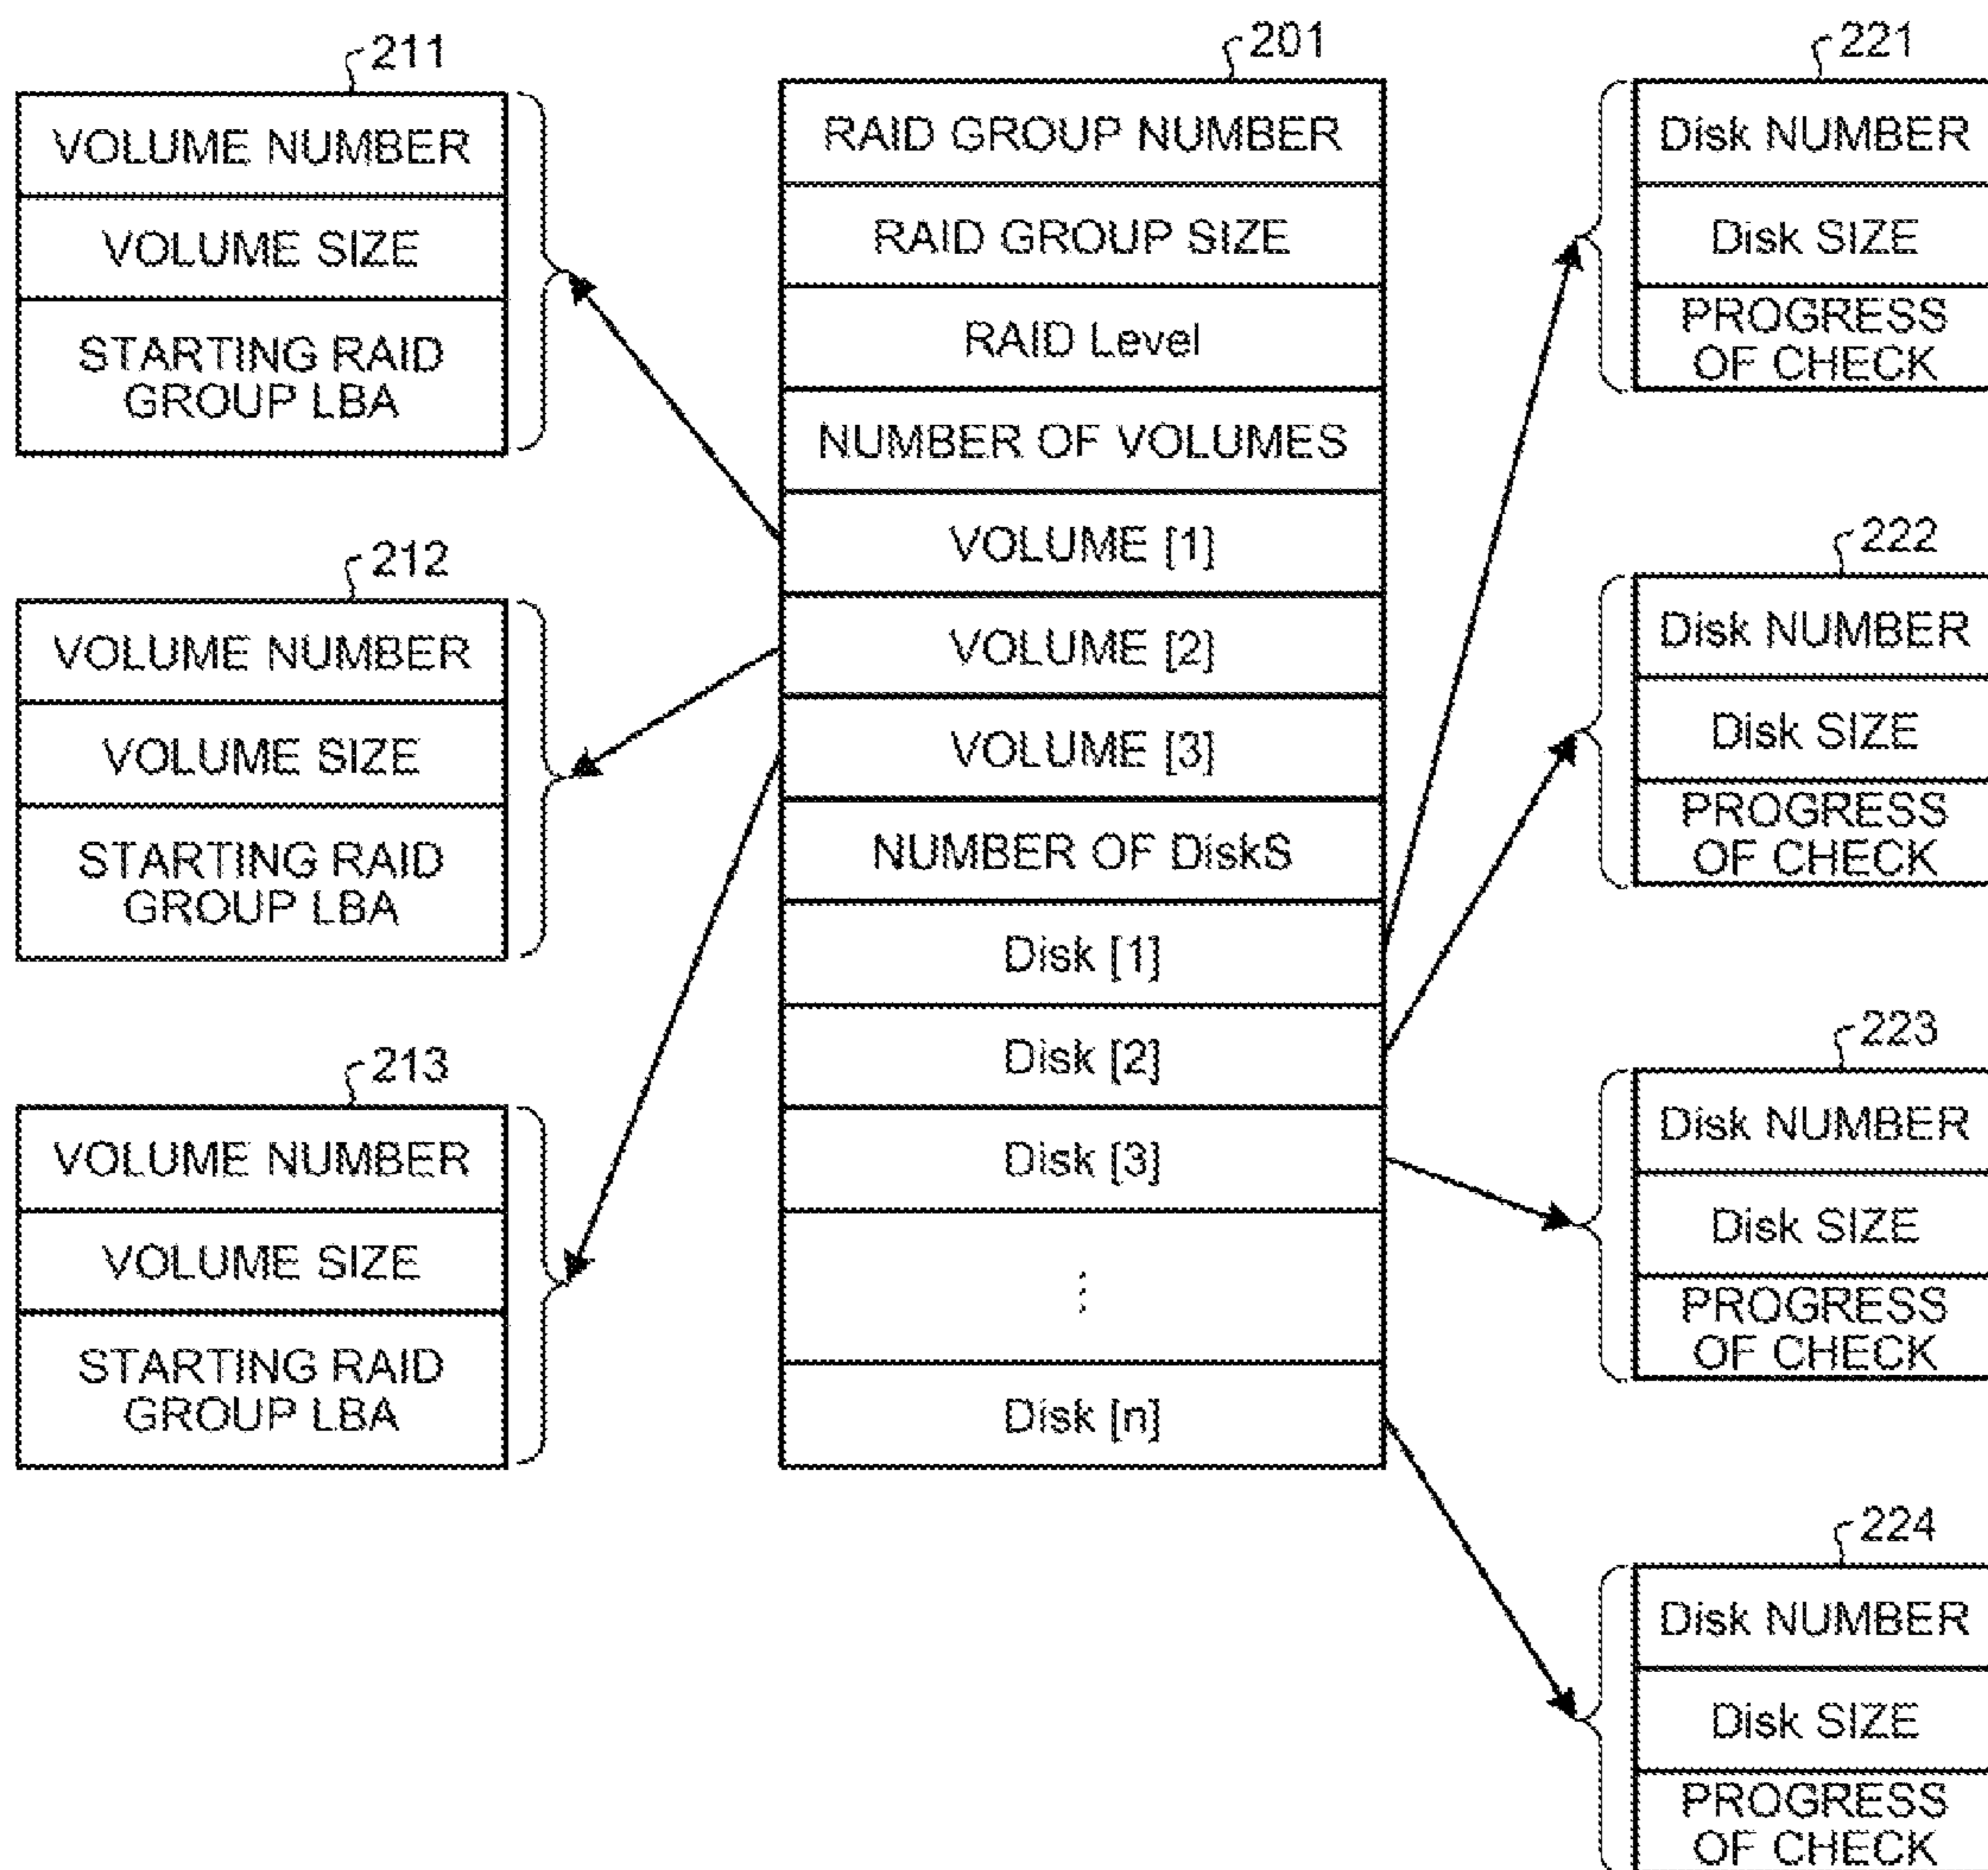 211
VOLUME NUMBER
VOLUME SIZE
STARTING RAID
GROUP LBA
212
VOLUME NUMBER
VOLUME SIZE
STARTING RAID
GROUP LBA
213
VOLUME NUMBER
VOLUME SIZE
STARTING RAID
GROUP LBA
201
RAID GROUP NUMBER
RAID GROUP SIZE
RAID Level
NUMBER OF VOLUMES
VOLUME [1]
VOLUME [2]
VOLUME [3]
NUMBER OF DiskS
Disk [1]
Disk [2]
Disk [3]
⋮
Disk [n]
221
Disk NUMBER
Disk SIZE
PROGRESS
OF CHECK
222
Disk NUMBER
Disk SIZE
PROGRESS
OF CHECK
223
Disk NUMBER
Disk SIZE
PROGRESS
OF CHECK
224
Disk NUMBER
Disk SIZE
PROGRESS
OF CHECK